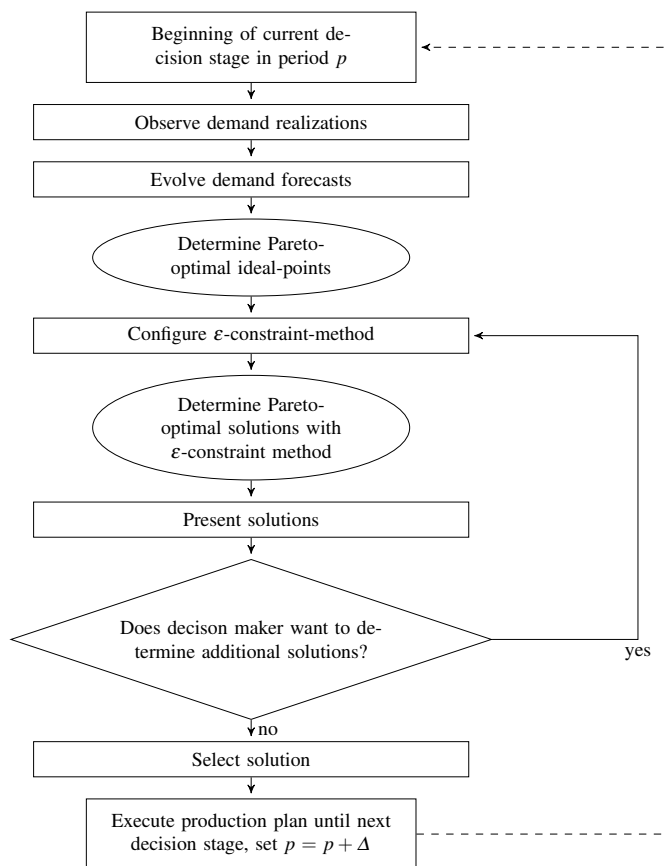 Beginning of current de-
cision stage in period p
Observe demand realizations
Evolve demand forecasts
Determine Pareto-
optimal ideal-points
Configure ε-constraint-method
Determine Pareto-
optimal solutions with
ε-constraint method
Present solutions
Does decison maker want to de-
termine additional solutions?
yes
no
Select solution
Execute production plan until next
decision stage, set p = p + Δ